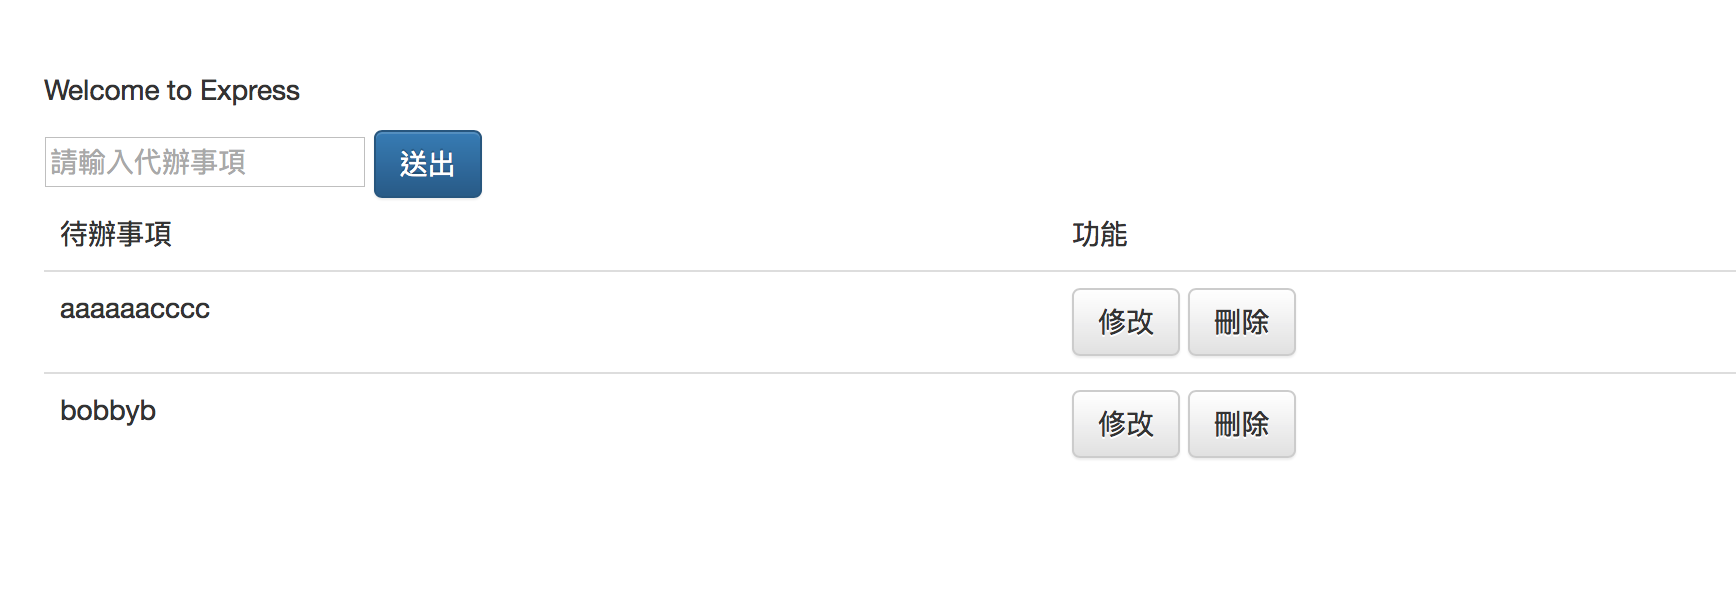 Welcome to Express
請輸入代辦事項 送出
待辦事項 功能
aaaaaacccc 修改 刪除
bobbyb 修改 刪除